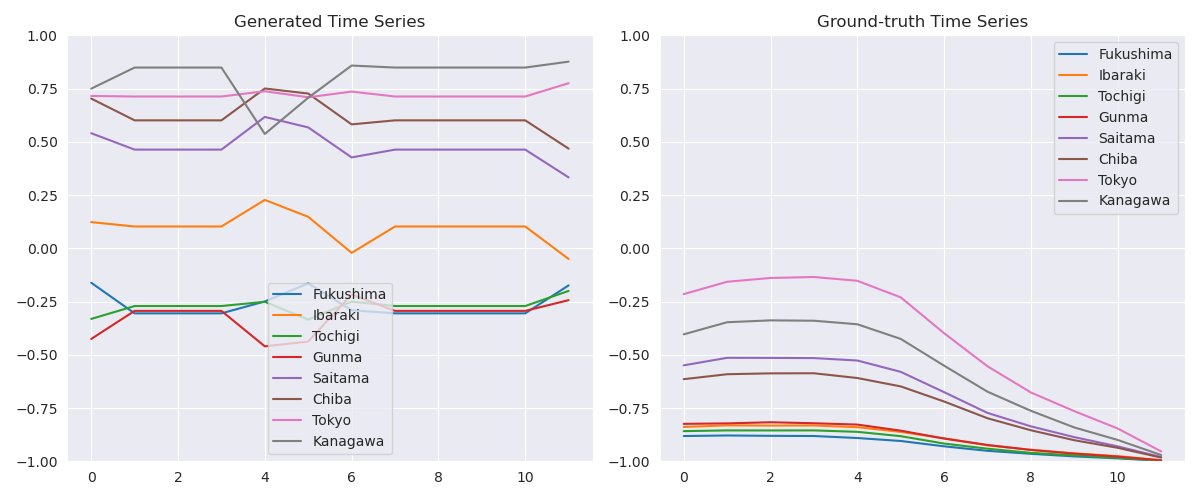 Generated Time Series
1.00
0.75
0.50
0.25
0.00
−0.25
−0.50
−0.75
−1.00
0 2 4 6 8 10
Fukushima
Ibaraki
Tochigi
Gunma
Saitama
Chiba
Tokyo
Kanagawa
Ground-truth Time Series
1.00
0.75
0.50
0.25
0.00
−0.25
−0.50
−0.75
−1.00
0 2 4 6 8 10
Fukushima
Ibaraki
Tochigi
Gunma
Saitama
Chiba
Tokyo
Kanagawa